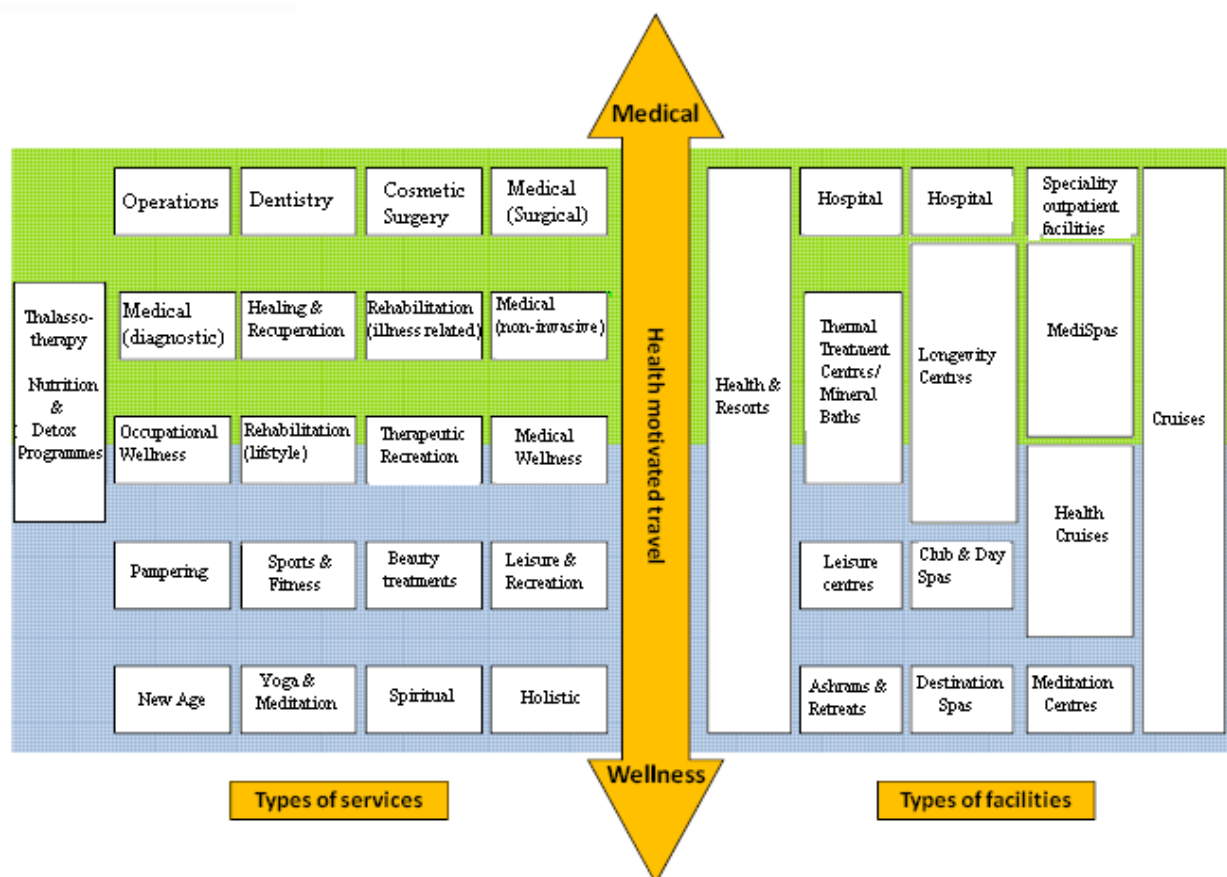 Medical
Operations
Dentistry
Cosmetic
Surgery
Medical
(Surgical)
Thalasso-
therapy
Nutrition
&
Detox
Programmes
Medical
(diagnostic)
Healing &
Recuperation
Rehabilitation
(illness related)
Medical
(non-invasive)
Occupational
Wellness
Rehabilitation
(lifstyle)
Therapeutic
Recreation
Medical
Wellness
Pampering
Sports &
Fitness
Beauty
treatments
Leisure &
Recreation
New Age
Yoga &
Meditation
Spiritual
Holistic
Health motivated travel
Health &
Resorts
Hospital
Hospital
Speciality
outpatient
facilities
Thermal
Treatment
Centres/
Mineral
Baths
Longevity
Centres
MediSpas
Cruises
Health
Cruises
Leisure
centres
Club & Day
Spas
Ashrams &
Retreats
Destination
Spas
Meditation
Centres
Wellness
Types of services
Types of facilities